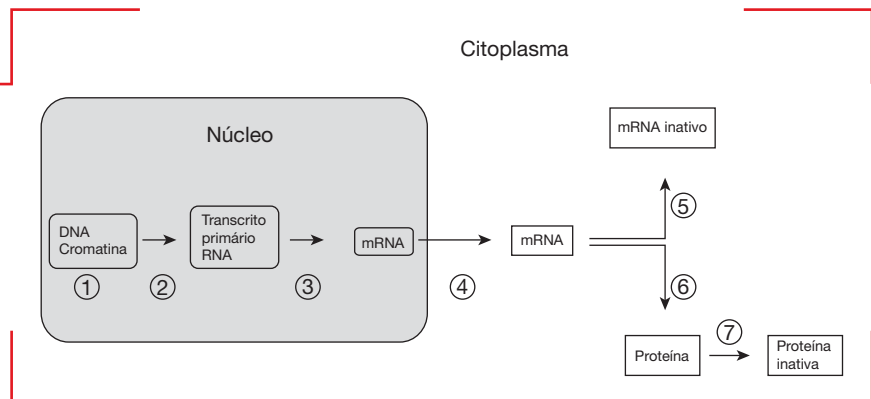 Citoplasma
Núcleo
mRNA inativo
DNA
Cromatina
Transcrito
primário
RNA
mRNA
mRNA
1
2
3
4
5
6
7
Proteína
Proteína
inativa